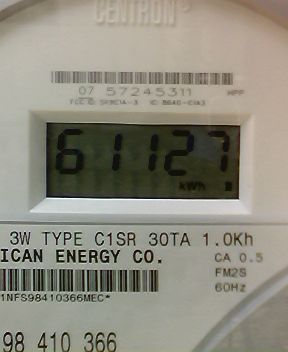 CENTRON®
07 57245311 HPP
61127
kWh
3W TYPE C1SR 30TA 1.0Kh
ICAN ENERGY CO. CA 0.5
FM2S
1NFS98410366MEC* 60Hz
98 410 366